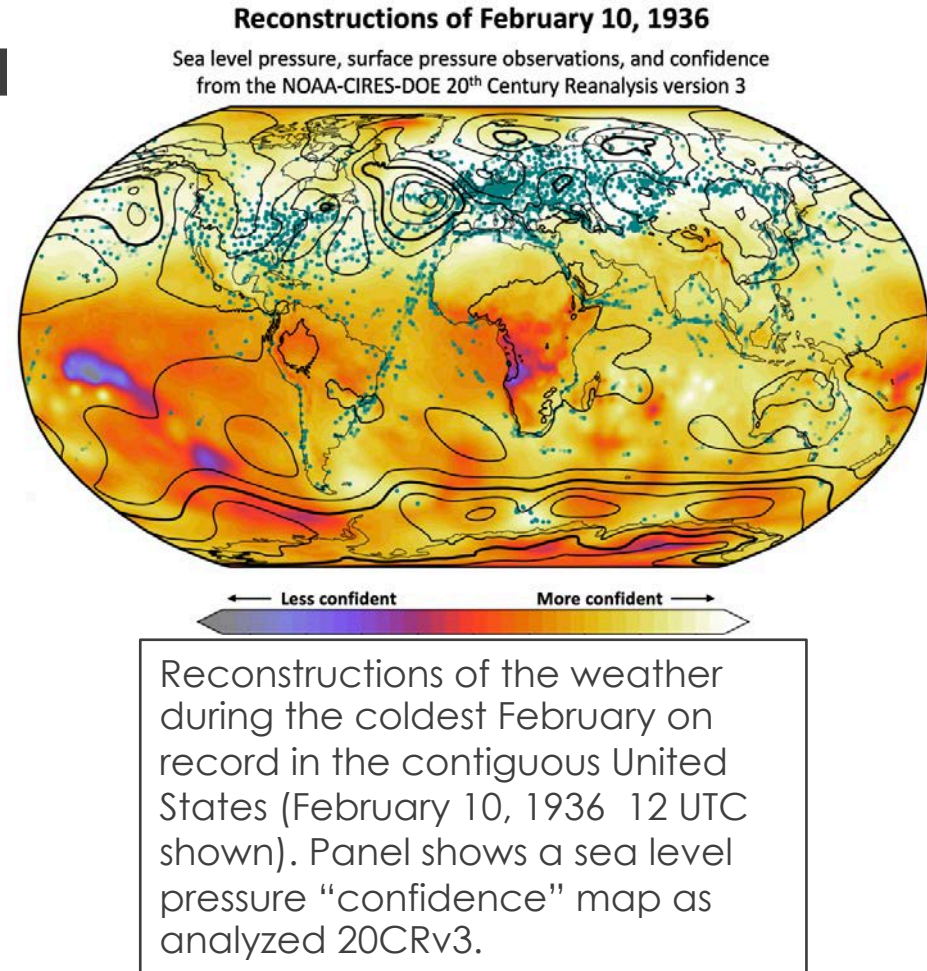 Reconstructions of February 10, 1936
Sea level pressure, surface pressure observations, and confidence
from the NOAA-CIRES-DOE 20th Century Reanalysis version 3
Less confident
More confident
Reconstructions of the weather
during the coldest February on
record in the contiguous United
States (February 10, 1936 12 UTC
shown). Panel shows a sea level
pressure “confidence” map as
analyzed 20CRv3.